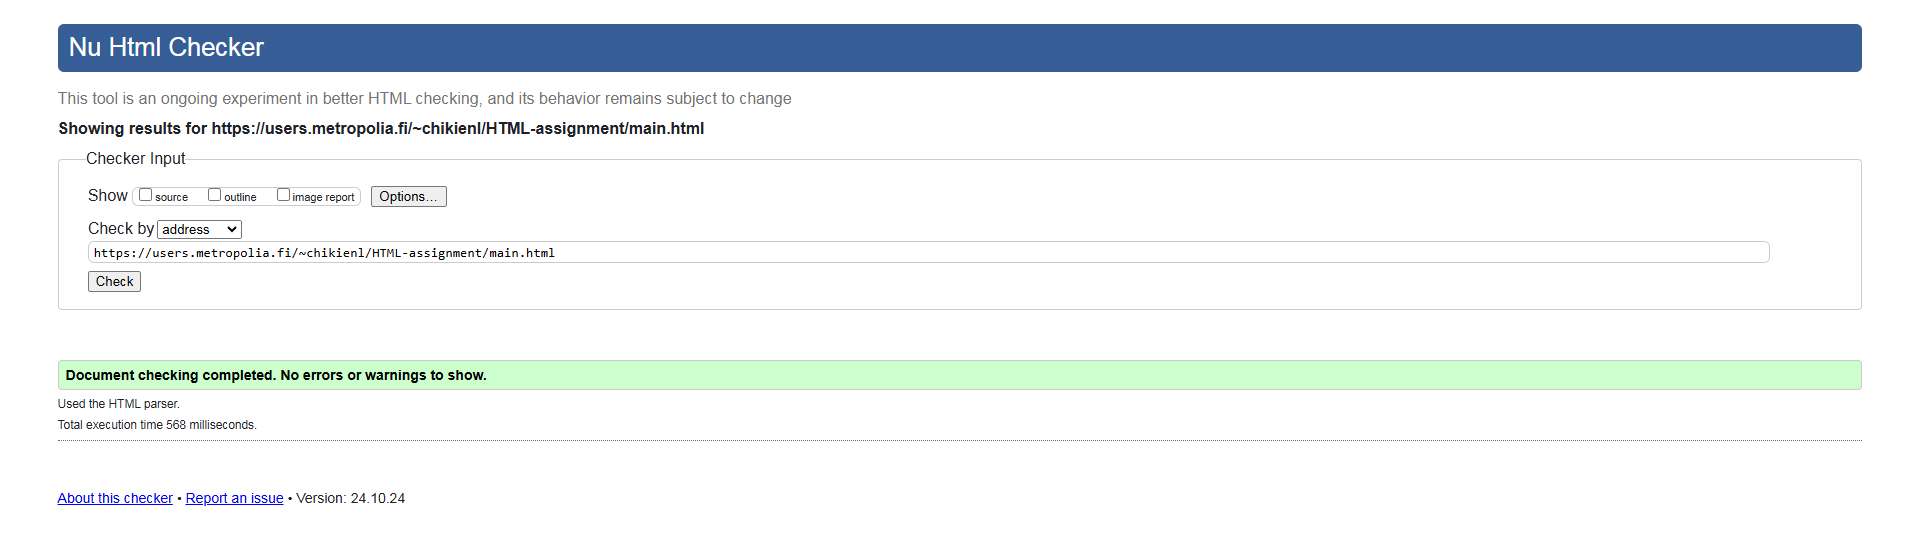 Nu Html Checker
This tool is an ongoing experiment in better HTML checking, and its behavior remains subject to change
Showing results for https://users.metropolia.fi/~chikienl/HTML-assignment/main.html
Checker Input
Show source outline image report Options...
Check by address
https://users.metropolia.fi/~chikienl/HTML-assignment/main.html
Check
Document checking completed. No errors or warnings to show.
Used the HTML parser.
Total execution time 568 milliseconds.
About this checker • Report an issue • Version: 24.10.24